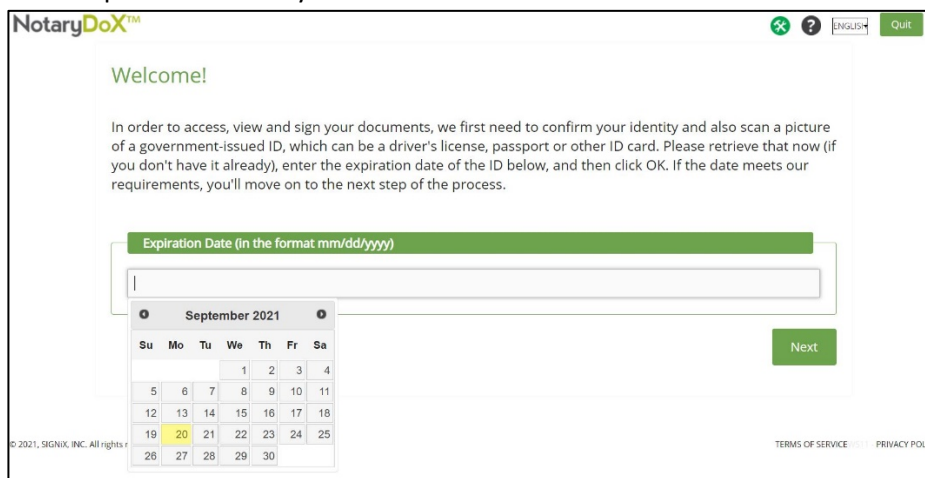 NotaryDoX™
? ENGLISH Quit
Welcome!
In order to access, view and sign your documents, we first need to confirm your identity and also scan a picture
of a government-issued ID, which can be a driver's license, passport or other ID card. Please retrieve that now (if
you don't have it already), enter the expiration date of the ID below, and then click OK. If the date meets our
requirements, you'll move on to the next step of the process.
Expiration Date (in the format mm/dd/yyyy)
September 2021
Su Mo Tu We Th Fr Sa
1 2 3 4
5 6 7 8 9 10 11
12 13 14 15 16 17 18
19 20 21 22 23 24 25
26 27 28 29 30
Next
© 2021, SIGNiX, INC. All rights
TERMS OF SERVICE PRIVACY POL